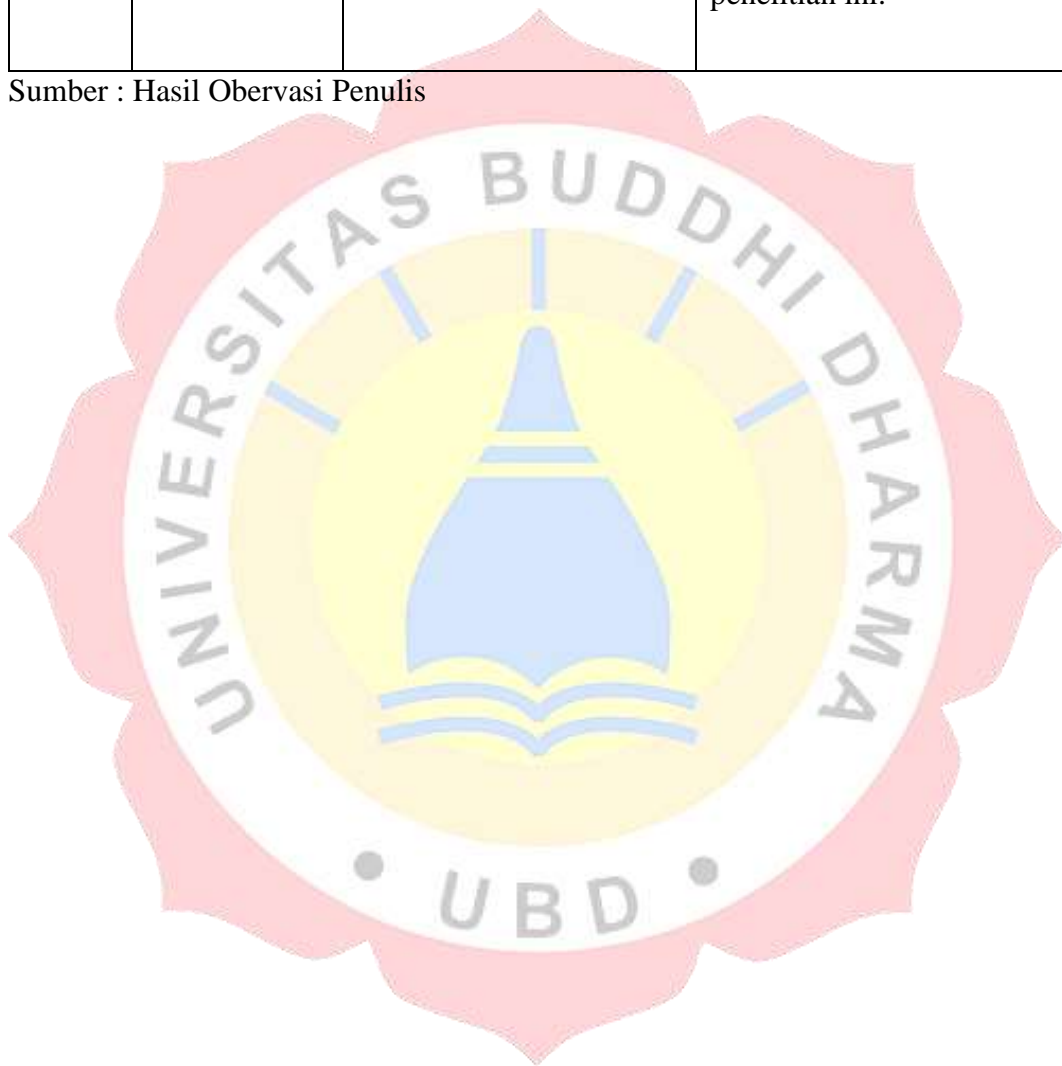 penelitian ini.
Sumber : Hasil Obervasi Penulis
UNIVERSITAS BUDDHI DHARMA
• UBD •